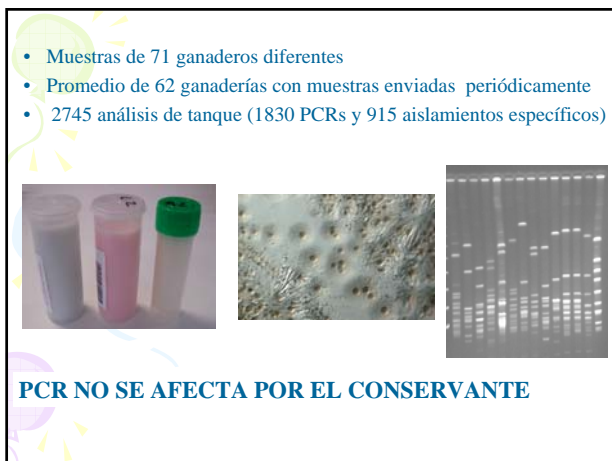 • Muestras de 71 ganaderos diferentes
• Promedio de 62 ganaderías con muestras enviadas periódicamente
• 2745 análisis de tanque (1830 PCRs y 915 aislamientos específicos)
PCR NO SE AFECTA POR EL CONSERVANTE